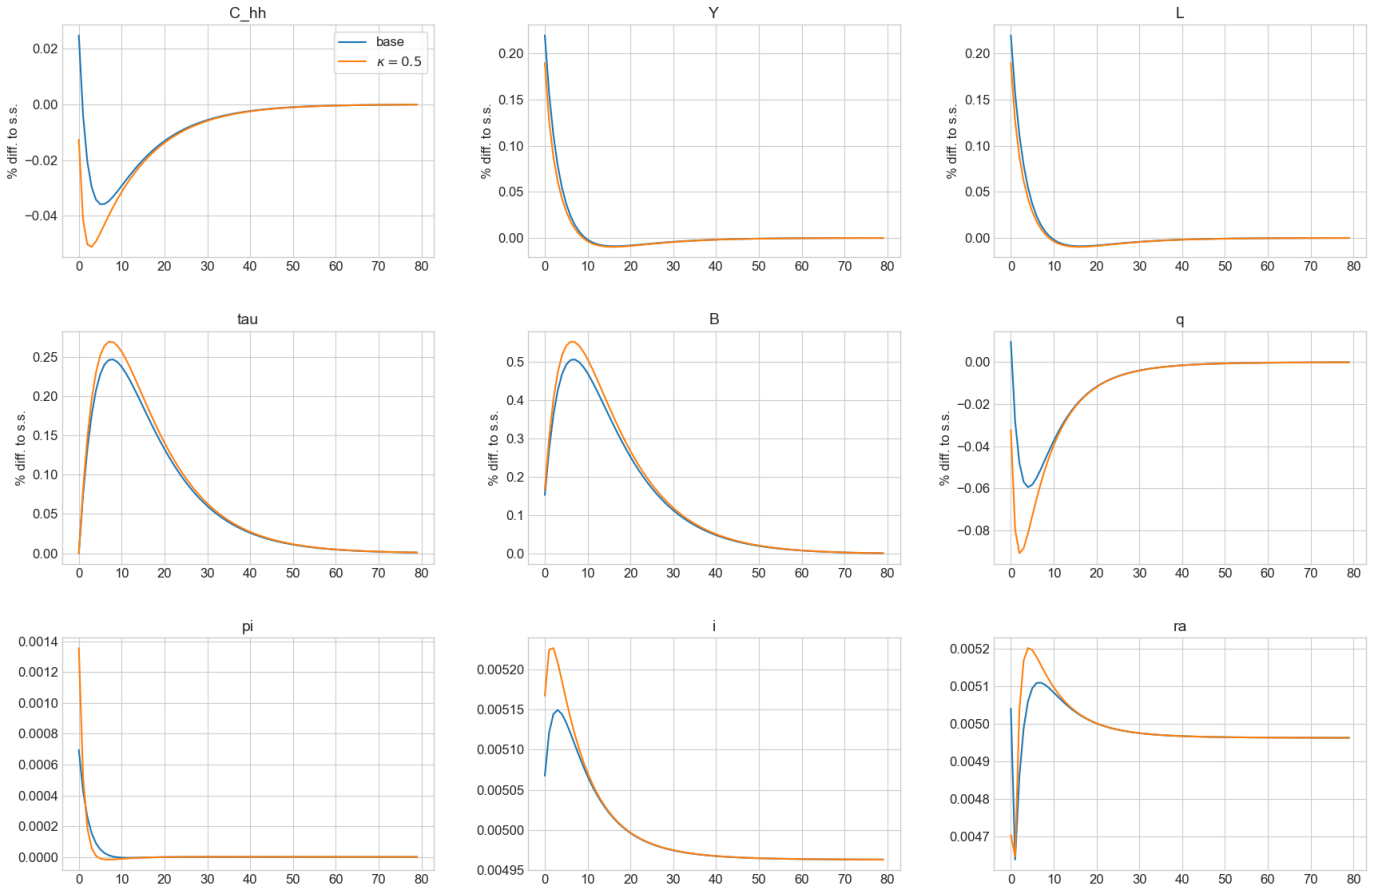 C_hh
Y
L
% diff. to s.s.
0.02
0.00
−0.02
−0.04
base
κ = 0.5
0 10 20 30 40 50 60 70 80
% diff. to s.s.
0.20
0.15
0.10
0.05
0.00
0 10 20 30 40 50 60 70 80
% diff. to s.s.
0.20
0.15
0.10
0.05
0.00
0 10 20 30 40 50 60 70 80
tau
B
q
% diff. to s.s.
0.25
0.20
0.15
0.10
0.05
0.00
0 10 20 30 40 50 60 70 80
% diff. to s.s.
0.5
0.4
0.3
0.2
0.1
0.0
0 10 20 30 40 50 60 70 80
% diff. to s.s.
0.00
−0.02
−0.04
−0.06
−0.08
0 10 20 30 40 50 60 70 80
pi
i
ra
0.0014
0.0012
0.0010
0.0008
0.0006
0.0004
0.0002
0.0000
0 10 20 30 40 50 60 70 80
0.00520
0.00515
0.00510
0.00505
0.00500
0.00495
0 10 20 30 40 50 60 70 80
0.0052
0.0051
0.0050
0.0049
0.0048
0.0047
0 10 20 30 40 50 60 70 80